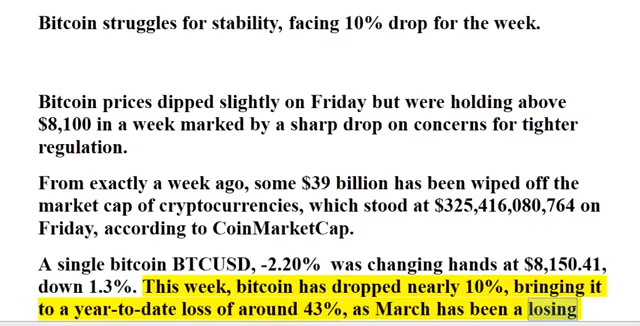 Bitcoin struggles for stability, facing 10% drop for the week.
Bitcoin prices dipped slightly on Friday but were holding above
$8,100 in a week marked by a sharp drop on concerns for tighter
regulation.
From exactly a week ago, some $39 billion has been wiped off the
market cap of cryptocurrencies, which stood at $325,416,080,764 on
Friday, according to CoinMarketCap.
A single bitcoin BTCUSD, -2.20% was changing hands at $8,150.41,
down 1.3%. This week, bitcoin has dropped nearly 10%, bringing it
to a year-to-date loss of around 43%, as March has been a losing